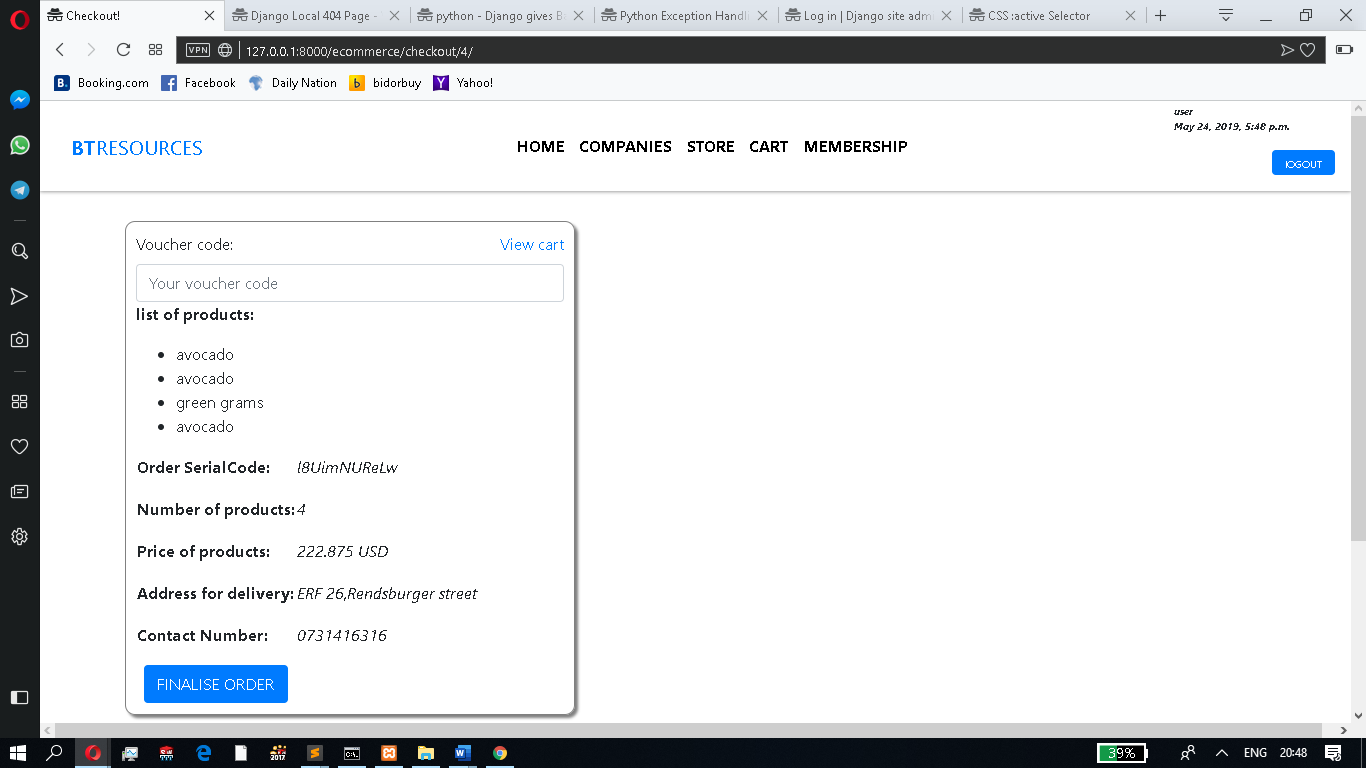 Checkout!
Django Local 404 Page -
python - Django gives B
Python Exception Handli
Log in | Django site adm
CSS :active Selector
VPN
127.0.0.1:8000/ecommerce/checkout/4/
B. Booking.com
Facebook
Daily Nation
b bidorbuy
Y Yahoo!
user
May 24, 2019, 5:48 p.m.
BTRESOURCES
HOME
COMPANIES
STORE
CART
MEMBERSHIP
lOGOUT
Voucher code:
View cart
Your voucher code
list of products:
avocado
avocado
green grams
avocado
Order SerialCode: l8UimNUReLw
Number of products: 4
Price of products: 222.875 USD
Address for delivery: ERF 26,Rendsburger street
Contact Number: 0731416316
FINALISE ORDER
2017
39%
ENG
20:48